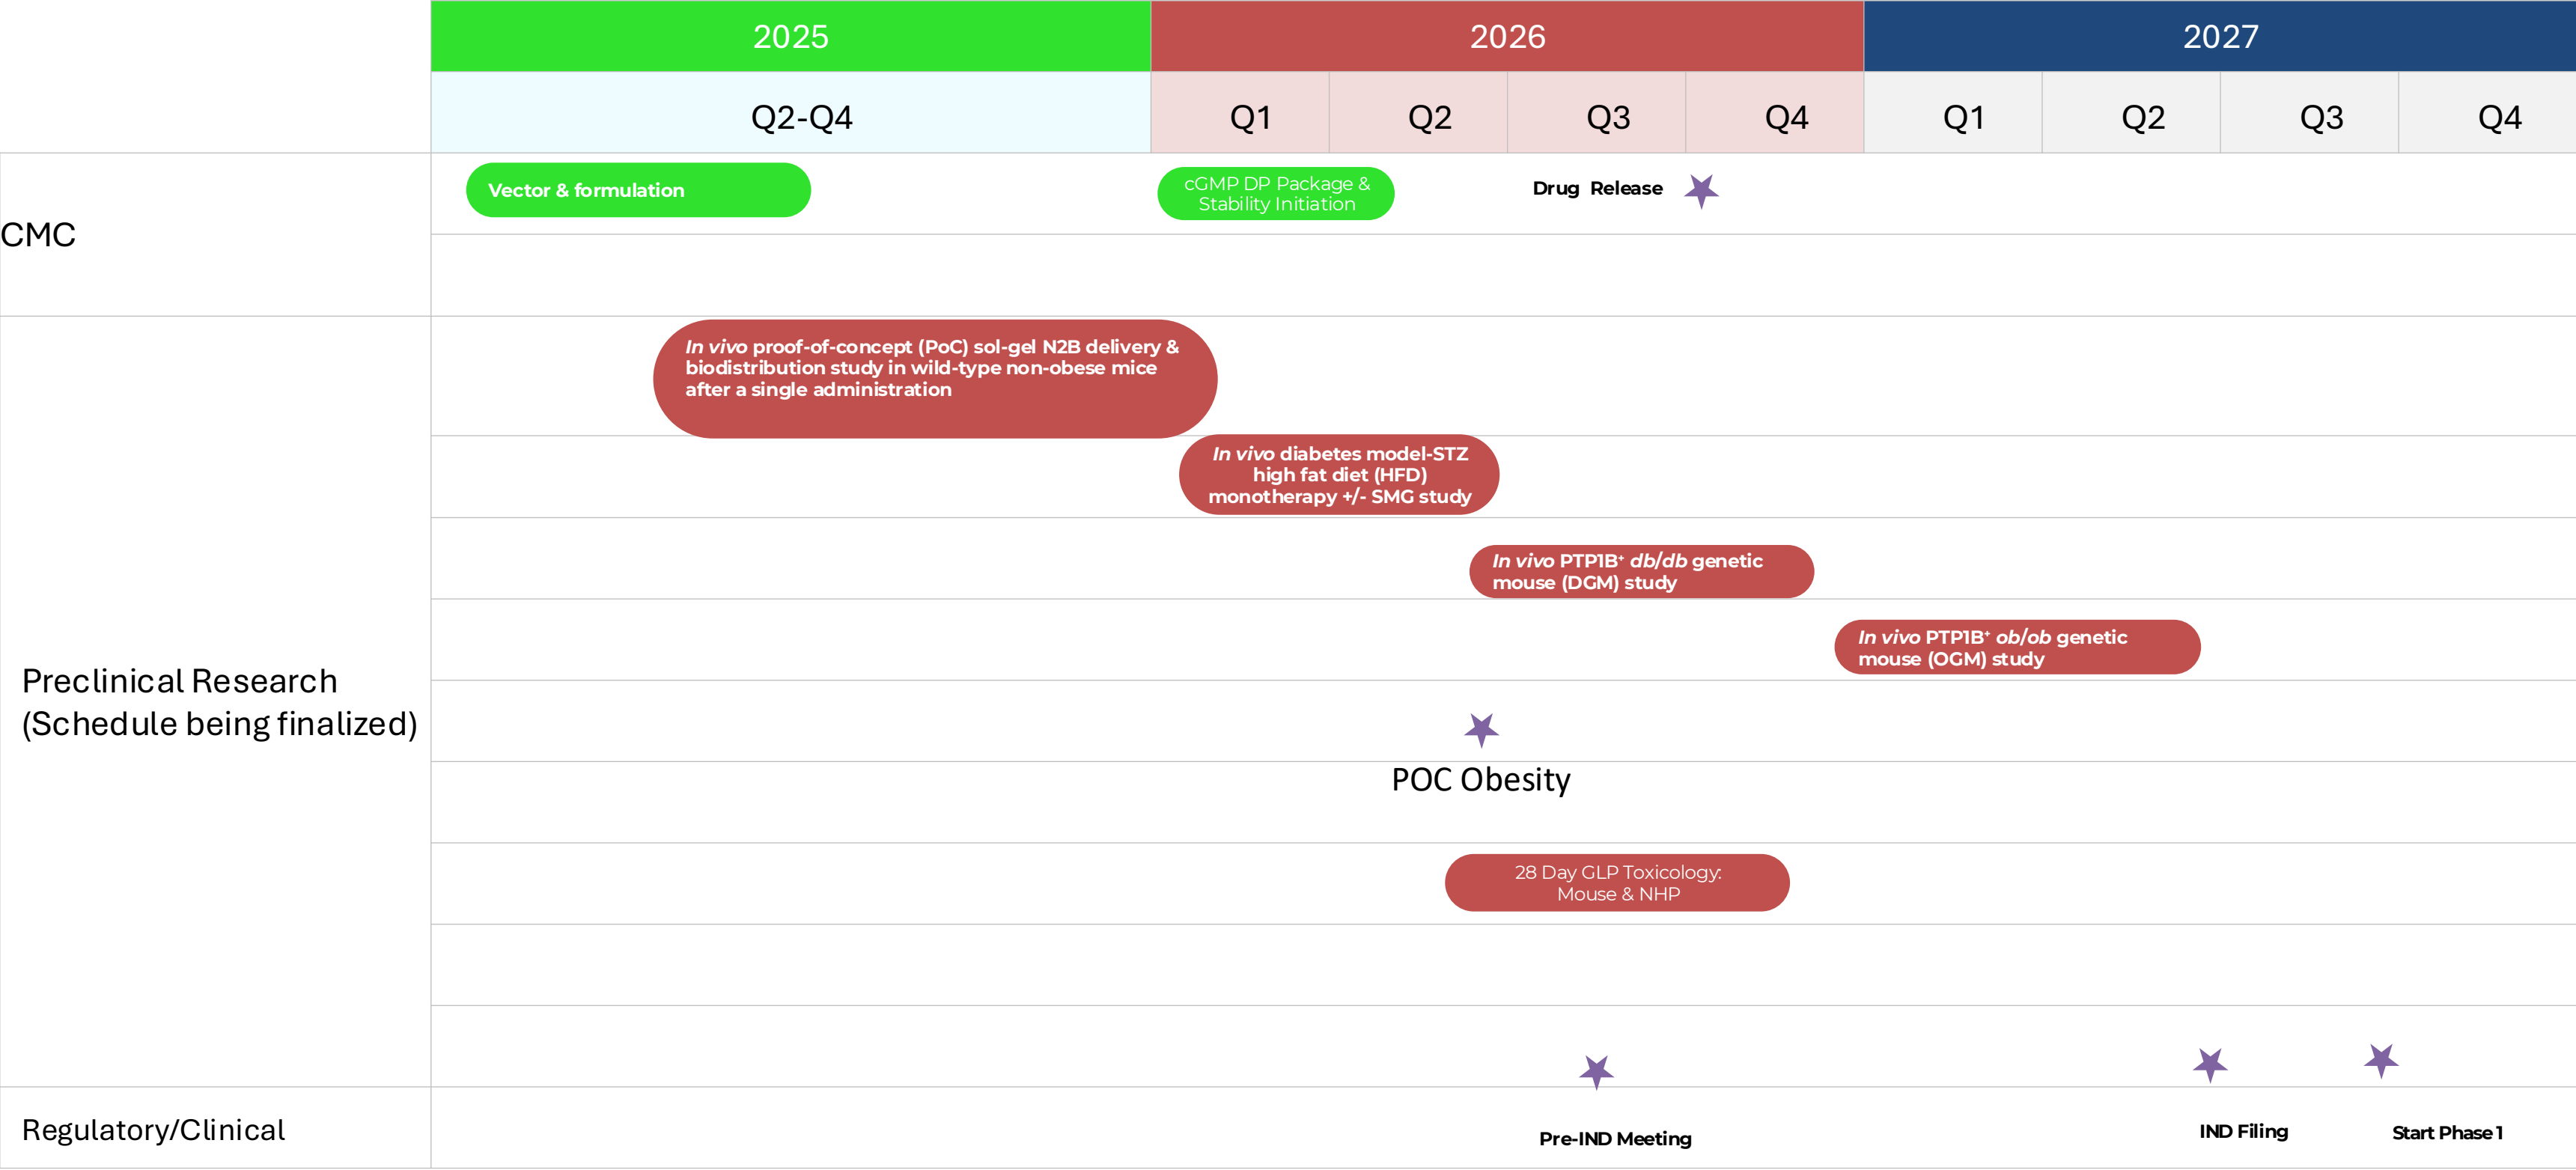 2025
2026
2027
Q2-Q4
Q1
Q2
Q3
Q4
Q1
Q2
Q3
Q4
CMC
Vector & formulation
cGMP DP Package &
Stability Initiation
Drug Release
Preclinical Research
(Schedule being finalized)
In vivo proof-of-concept (PoC) sol-gel N2B delivery &
biodistribution study in wild-type non-obese mice
after a single administration
In vivo diabetes model-STZ
high fat diet (HFD)
monotherapy +/- SMG study
In vivo PTP1B⁺ db/db genetic
mouse (DGM) study
In vivo PTP1B⁺ ob/ob genetic
mouse (OGM) study
POC Obesity
28 Day GLP Toxicology:
Mouse & NHP
Regulatory/Clinical
Pre-IND Meeting
IND Filing
Start Phase 1